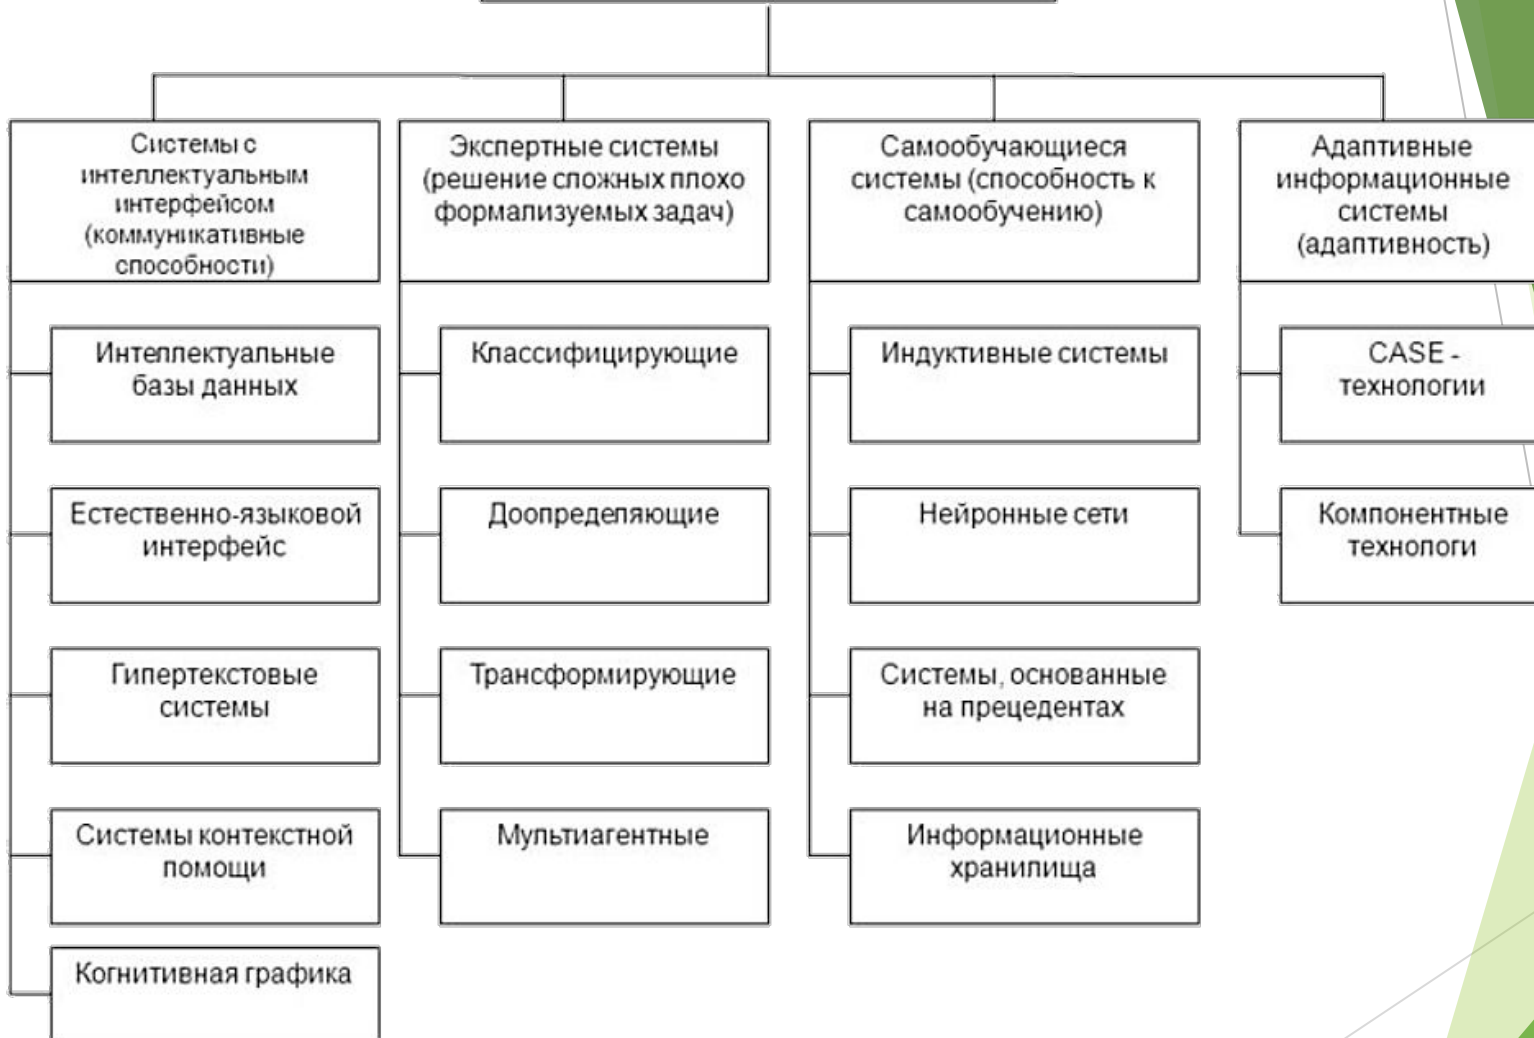 Системы с
интеллектуальным
интерфейсом
(коммуникативные
способности)
Интеллектуальные
базы данных
Естественно-языковой
интерфейс
Гипертекстовые
системы
Системы контекстной
помощи
Когнитивная графика
Экспертные системы
(решение сложных плохо
формализуемых задач)
Классифицирующие
Доопределяющие
Трансформирующие
Мультиагентные
Самообучающиеся
системы (способность к
самообучению)
Индуктивные системы
Нейронные сети
Системы, основанные
на прецедентах
Информационные
хранилища
Адаптивные
информационные
системы
(адаптивность)
CASE -
технологии
Компонентные
технологи